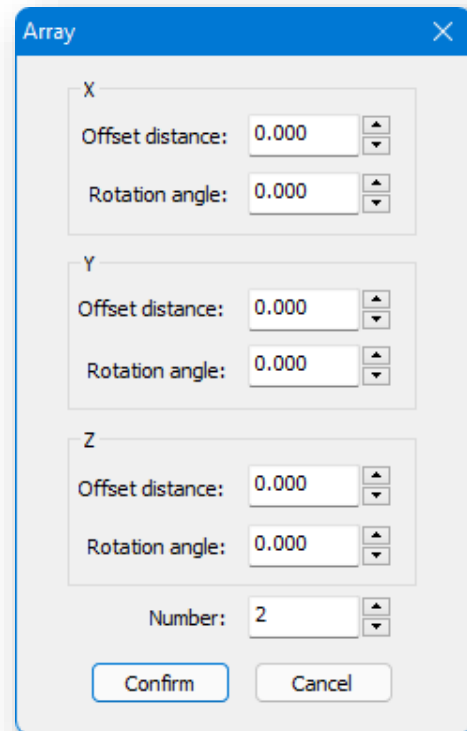 Array
X
Offset distance: 0.000
Rotation angle: 0.000
Y
Offset distance: 0.000
Rotation angle: 0.000
Z
Offset distance: 0.000
Rotation angle: 0.000
Number: 2
Confirm Cancel